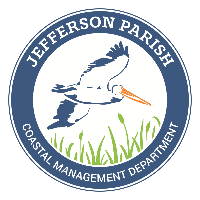 JEFFERSON PARISH
COASTAL MANAGEMENT DEPARTMENT